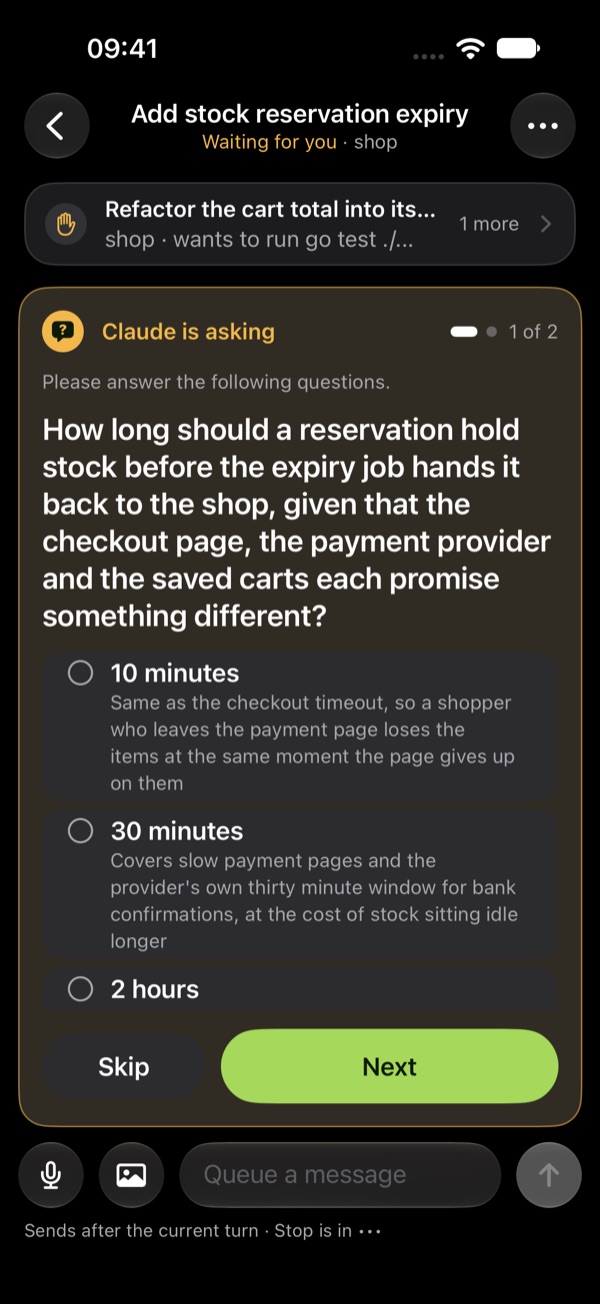 09:41
Add stock reservation expiry
Waiting for you · shop
Refactor the cart total into its...
shop · wants to run go test ./...
1 more
Claude is asking
1 of 2
Please answer the following questions.
How long should a reservation hold
stock before the expiry job hands it
back to the shop, given that the
checkout page, the payment provider
and the saved carts each promise
something different?
10 minutes
Same as the checkout timeout, so a shopper
who leaves the payment page loses the
items at the same moment the page gives up
on them
30 minutes
Covers slow payment pages and the
provider's own thirty minute window for bank
confirmations, at the cost of stock sitting idle
longer
2 hours
Skip
Next
Queue a message
Sends after the current turn · Stop is in •••